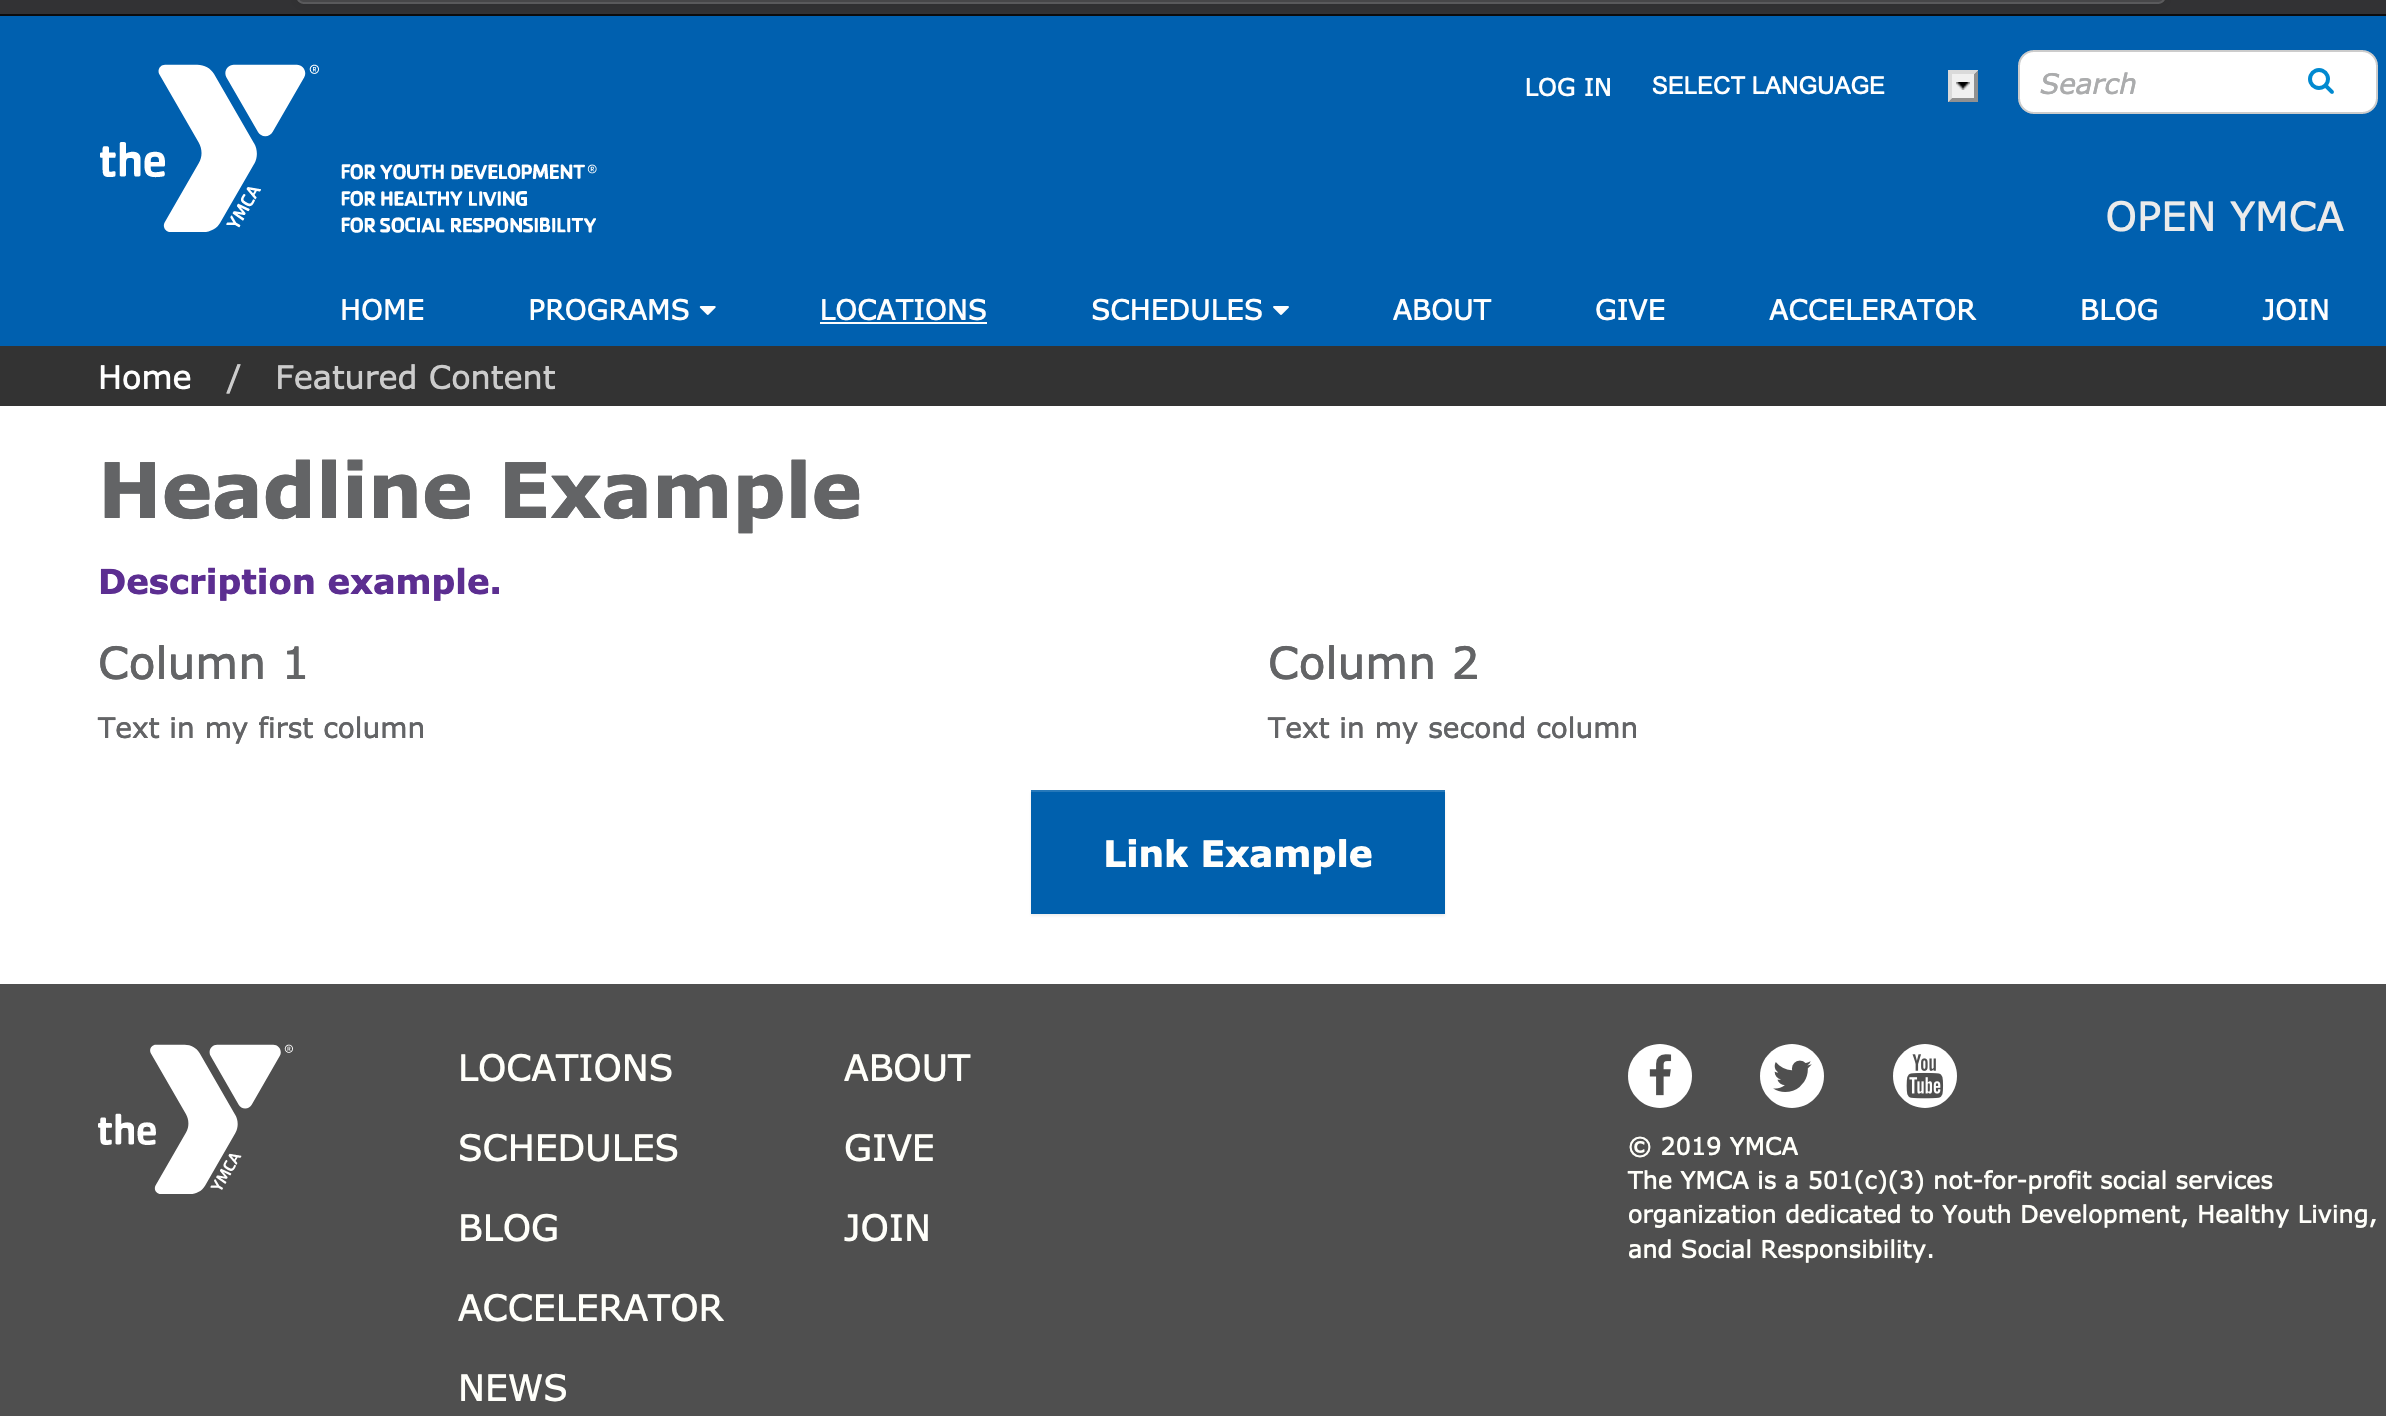 the
YMCA
®
FOR YOUTH DEVELOPMENT®
FOR HEALTHY LIVING
FOR SOCIAL RESPONSIBILITY
LOG IN
SELECT LANGUAGE
Search
OPEN YMCA
HOME PROGRAMS LOCATIONS SCHEDULES ABOUT GIVE ACCELERATOR BLOG JOIN
Home / Featured Content
Headline Example
Description example.
Column 1
Text in my first column
Column 2
Text in my second column
Link Example
the
YMCA
®
LOCATIONS
SCHEDULES
BLOG
ACCELERATOR
NEWS
ABOUT
GIVE
JOIN
You
Tube
© 2019 YMCA
The YMCA is a 501(c)(3) not-for-profit social services
organization dedicated to Youth Development, Healthy Living,
and Social Responsibility.